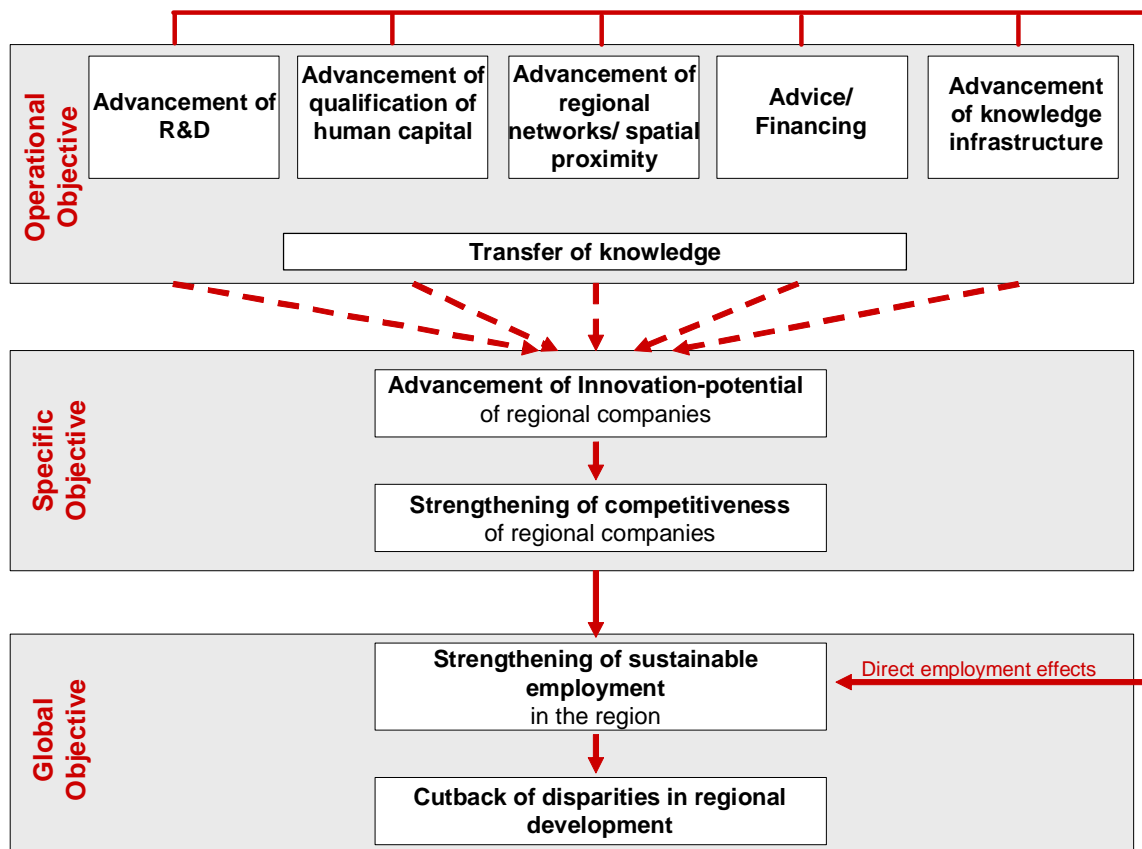 Operational
Objective
Advancement of
R&D
Advancement of
qualification of
human capital
Advancement of
regional
networks/ spatial
proximity
Advice/
Financing
Advancement
of knowledge
infrastructure
Transfer of knowledge
Specific
Objective
Advancement of Innovation-potential
of regional companies
Strengthening of competitiveness
of regional companies
Global
Objective
Strengthening of sustainable
employment
in the region
Direct employment effects
Cutback of disparities in regional
development